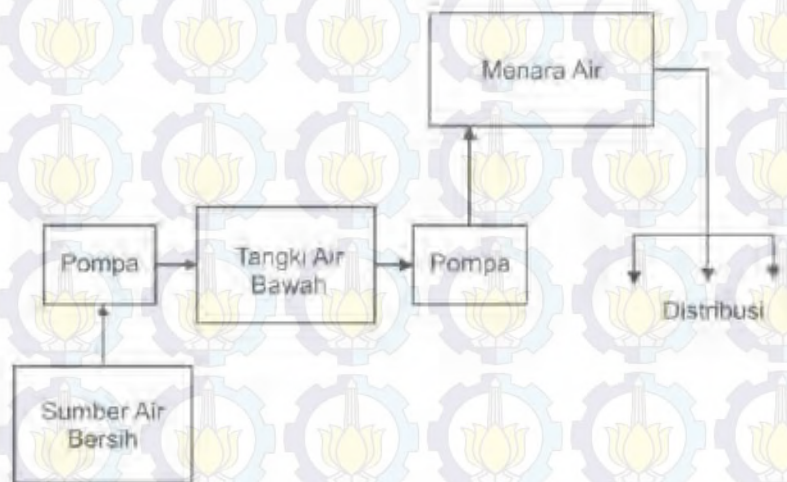 Menara Air
Pompa
Tangki Air
Bawah
Pompa
Distribusi
Sumber Air
Bersih